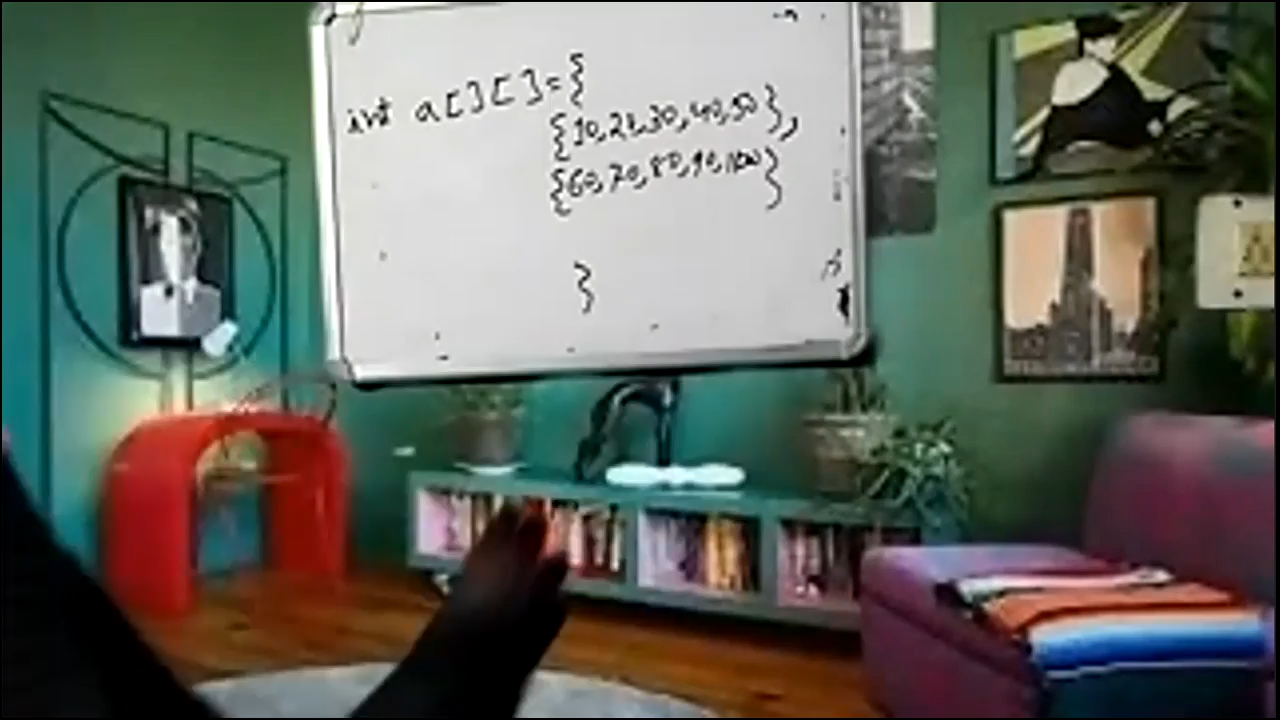 int a[][]={
{10,20,30,40,50},
{60,70,80,90,100}
}